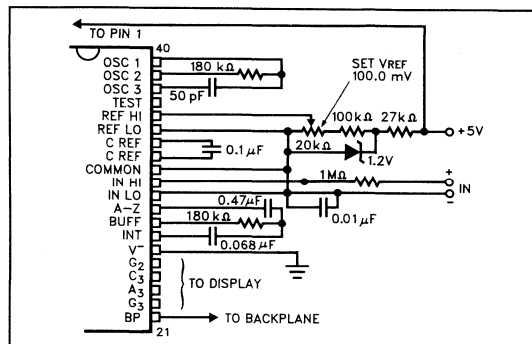 TO PIN 1
40
OSC 1
OSC 2
OSC 3
TEST
REF HI
REF LO
C REF
C REF
COMMON
IN HI
IN LO
A-Z
BUFF
INT
V⁻
G₂
C₃
A₃
G₃
BP
21
180 kΩ
50 pF
SET VREF
100.0 mV
100kΩ
27kΩ
+5V
20kΩ
1.2V
0.1 μF
1MΩ
+
IN
−
0.47μF
0.01 μF
180kΩ
0.068 μF
TO DISPLAY
TO BACKPLANE